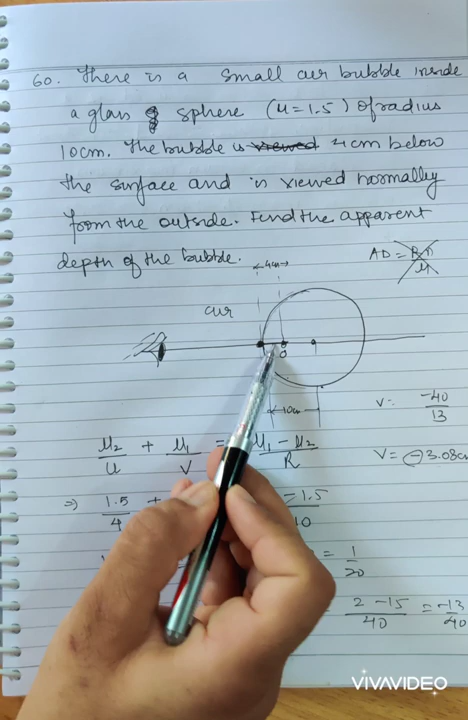 60. There is a small air bubble inside
a glass sphere (u=1.5) of radius
10cm. The bubble is viewed 4cm below
the surface and is viewed normally
from the outside. Find the apparent
depth of the bubble.
AD = RD/μ
4cm
air
O
10cm
V = -40/13
μ2/u + μ1/V = μ1 - μ2/R
V = -3.08cm
⇒ 1.5/4 + - 1.5/10
= 1/20
2 - 15/40 = -13/40
VIVAVIDEO